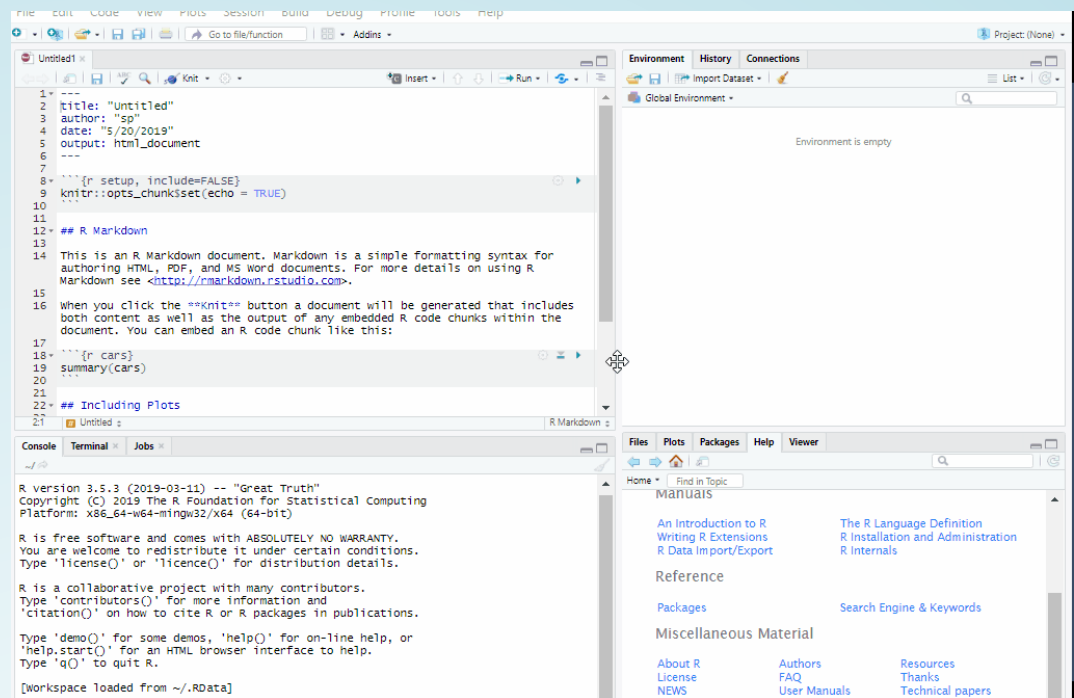 File Edit Code View Plots Session Build Debug Profile Tools Help
Go to file/function Addins Project: (None)
Untitled1
Knit Insert Run
1 ---
2 title: "Untitled"
3 author: "sp"
4 date: "5/20/2019"
5 output: html_document
6 ---
7
8 ```{r setup, include=FALSE}
9 knitr::opts_chunk$set(echo = TRUE)
10 ```
11
12 ## R Markdown
13
14 This is an R Markdown document. Markdown is a simple formatting syntax for
authoring HTML, PDF, and MS Word documents. For more details on using R
Markdown see <http://rmarkdown.rstudio.com>.
15
16 When you click the **Knit** button a document will be generated that includes
both content as well as the output of any embedded R code chunks within the
document. You can embed an R code chunk like this:
17
18 ```{r cars}
19 summary(cars)
20 ```
21
22 ## Including Plots
2:1 Untitled R Markdown
Console Terminal Jobs
~/
R version 3.5.3 (2019-03-11) -- "Great Truth"
Copyright (C) 2019 The R Foundation for Statistical Computing
Platform: x86_64-w64-mingw32/x64 (64-bit)
R is free software and comes with ABSOLUTELY NO WARRANTY.
You are welcome to redistribute it under certain conditions.
Type 'license()' or 'licence()' for distribution details.
R is a collaborative project with many contributors.
Type 'contributors()' for more information and
'citation()' on how to cite R or R packages in publications.
Type 'demo()' for some demos, 'help()' for on-line help, or
'help.start()' for an HTML browser interface to help.
Type 'q()' to quit R.
[Workspace loaded from ~/.RData]
Environment History Connections
Import Dataset List
Global Environment
Environment is empty
Files Plots Packages Help Viewer
Home Find in Topic
Manuals
An Introduction to R The R Language Definition
Writing R Extensions R Installation and Administration
R Data Import/Export R Internals
Reference
Packages Search Engine & Keywords
Miscellaneous Material
About R Authors Resources
License FAQ Thanks
NEWS User Manuals Technical papers